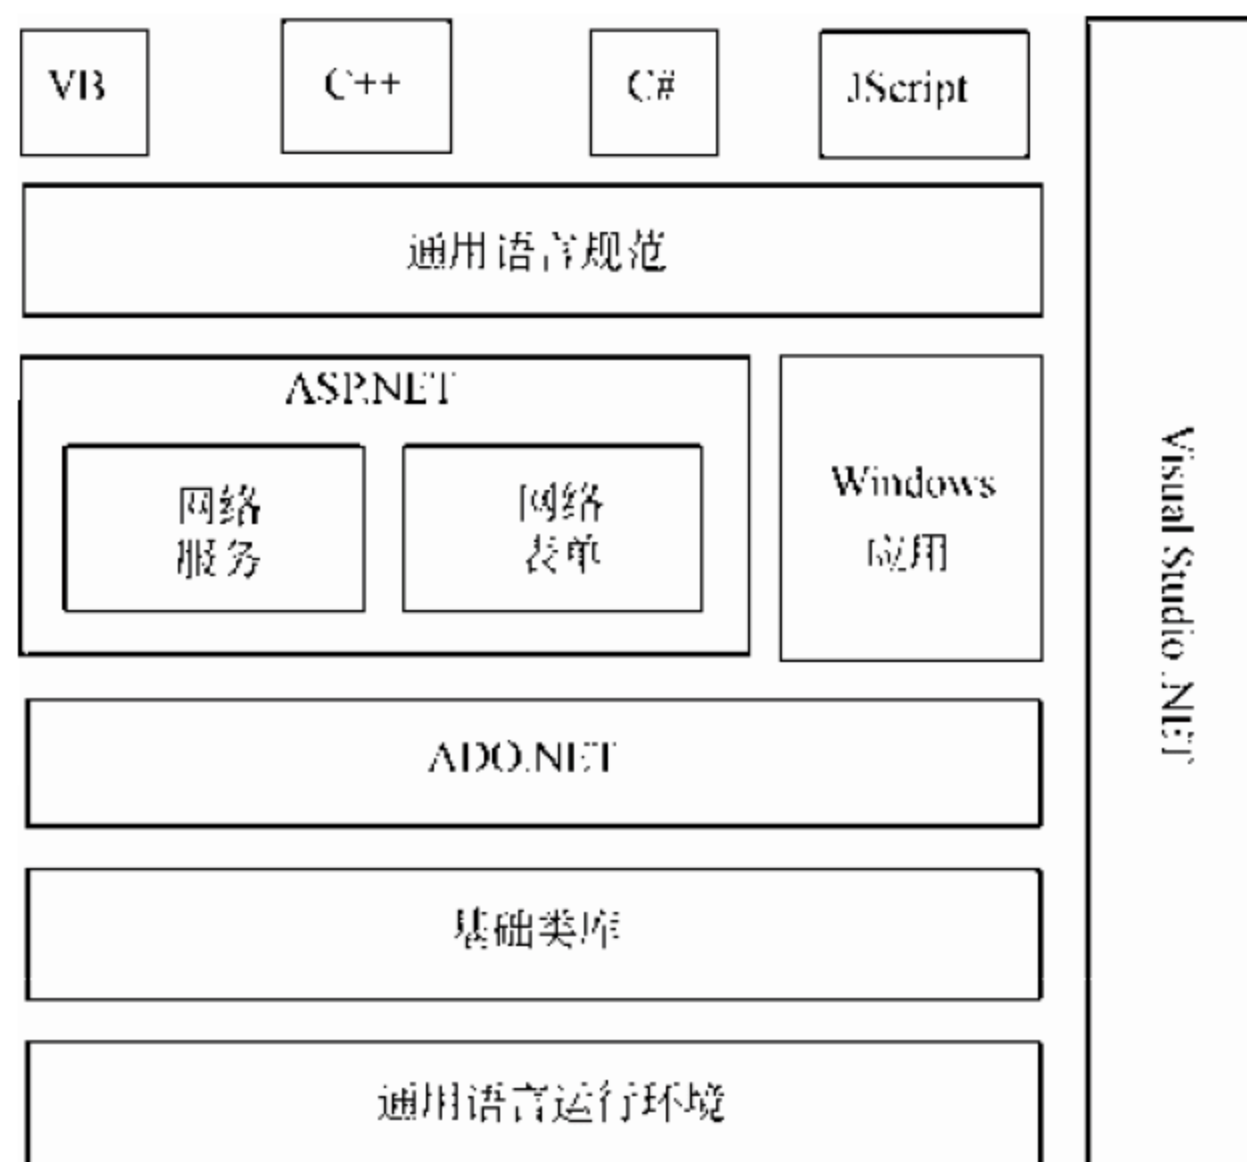 VB
C++
C#
JScript
通用语言规范
ASP.NET
网络
服务
网络
表单
Windows
应用
ADO.NET
基础类库
通用语言运行环境
Visual Studio .NET